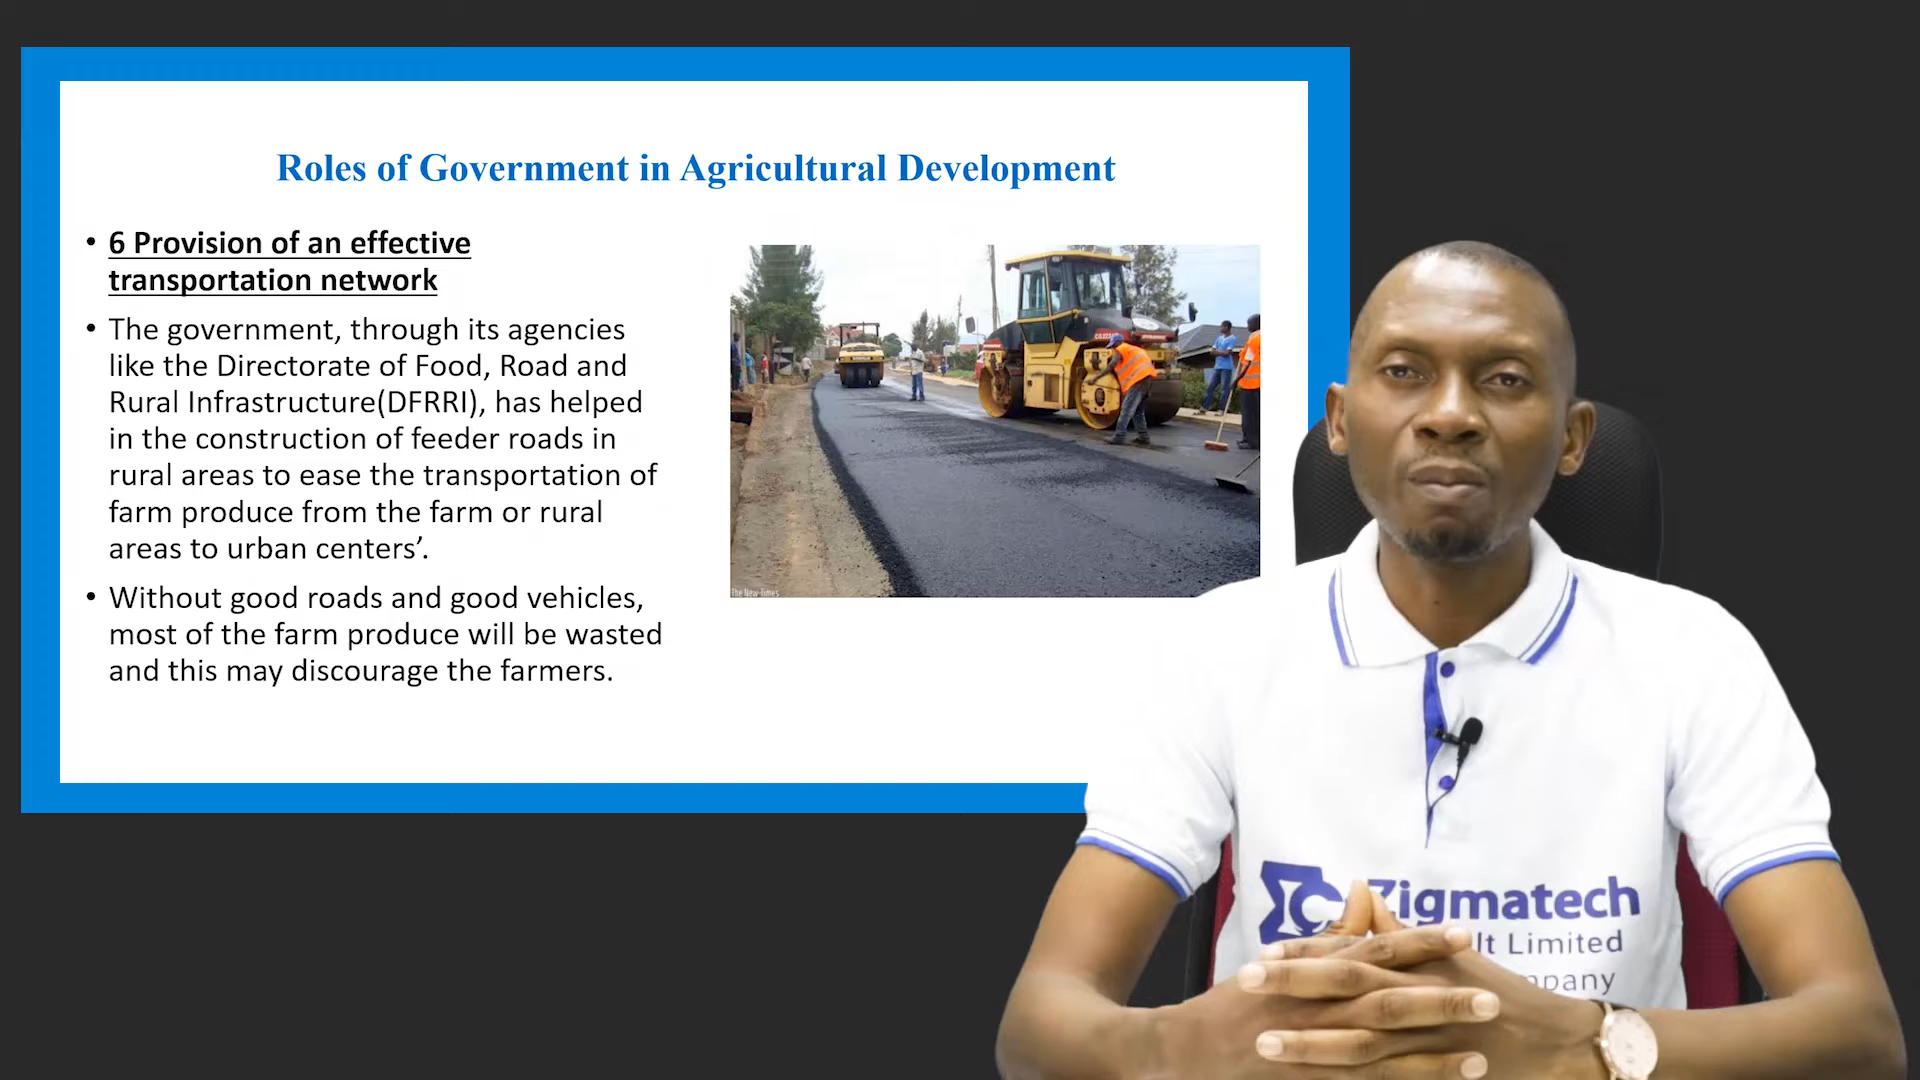 Roles of Government in Agricultural Development
• 6 Provision of an effective
transportation network
• The government, through its agencies
like the Directorate of Food, Road and
Rural Infrastructure(DFRRI), has helped
in the construction of feeder roads in
rural areas to ease the transportation of
farm produce from the farm or rural
areas to urban centers’.
• Without good roads and good vehicles,
most of the farm produce will be wasted
and this may discourage the farmers.
The New Times
Zigmatech
Limited